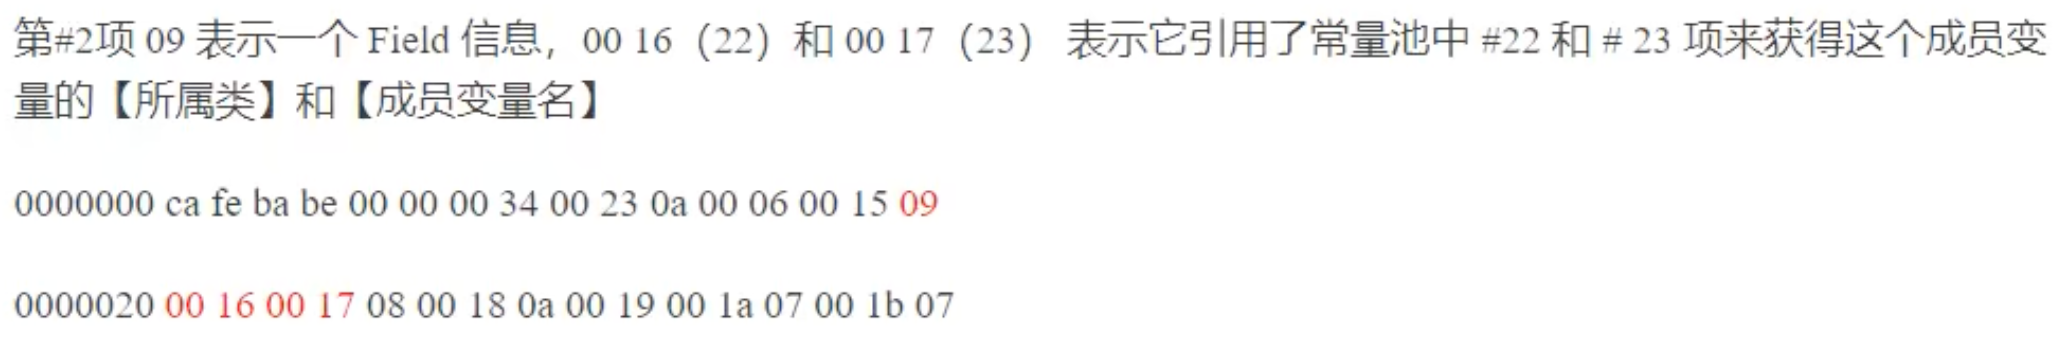 第#2项 09 表示一个 Field 信息，00 16（22）和 00 17（23） 表示它引用了常量池中 #22 和 # 23 项来获得这个成员变
量的【所属类】和【成员变量名】
0000000 ca fe ba be 00 00 00 34 00 23 0a 00 06 00 15 09
0000020 00 16 00 17 08 00 18 0a 00 19 00 1a 07 00 1b 07